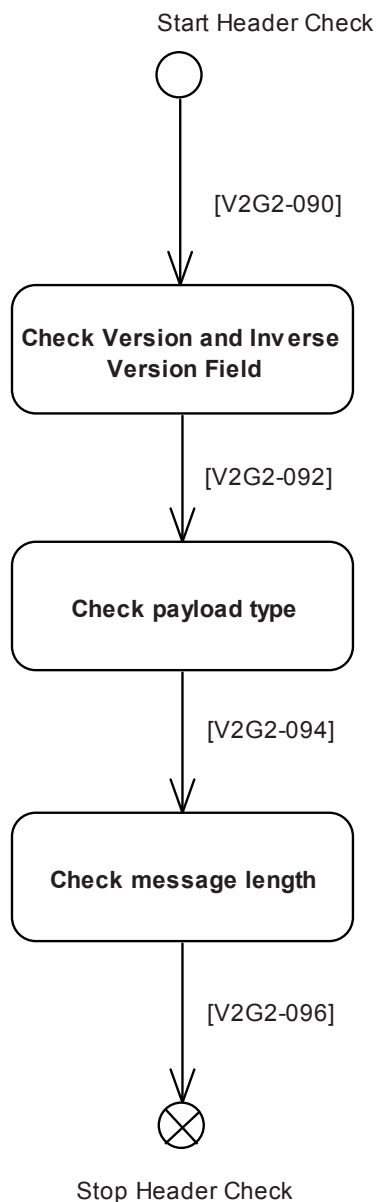 Start Header Check
[V2G2-090]
Check Version and Inverse
Version Field
[V2G2-092]
Check payload type
[V2G2-094]
Check message length
[V2G2-096]
Stop Header Check